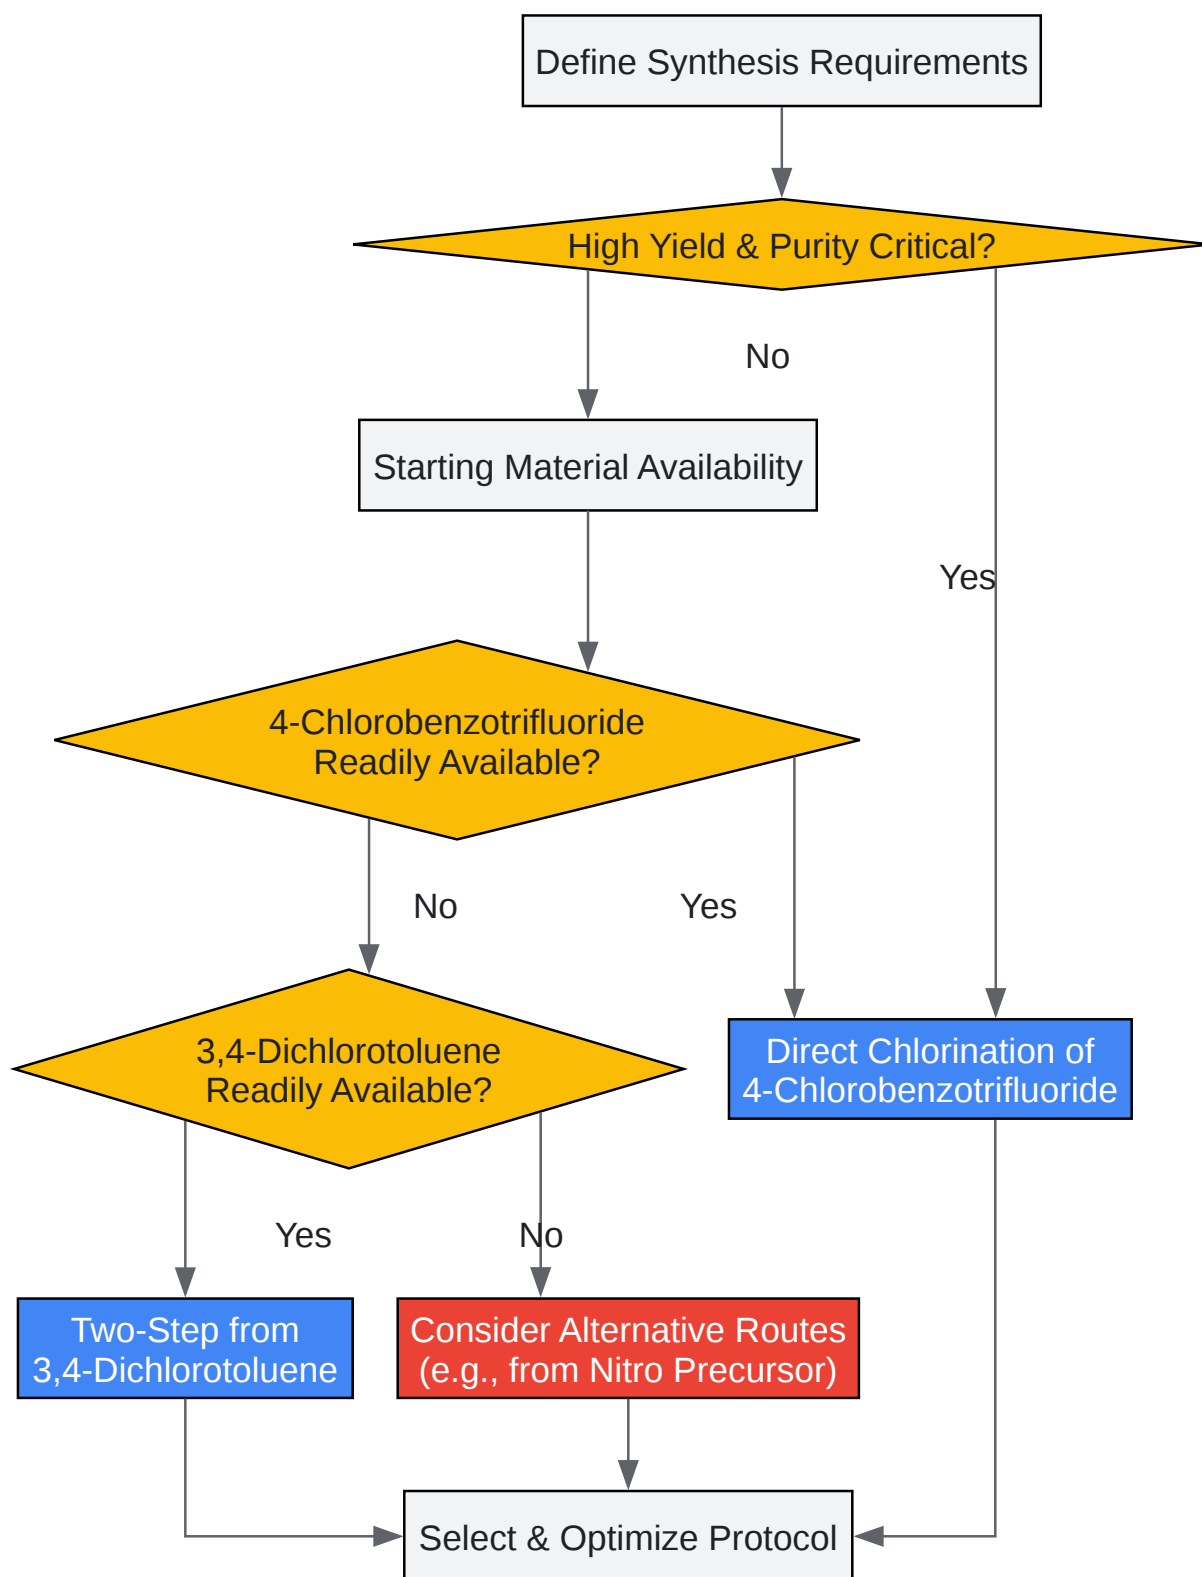 Define Synthesis Requirements
High Yield & Purity Critical?
No
Starting Material Availability
Yes
4-Chlorobenzotrifluoride
Readily Available?
No
Yes
3,4-Dichlorotoluene
Readily Available?
Direct Chlorination of
4-Chlorobenzotrifluoride
Yes
No
Two-Step from
3,4-Dichlorotoluene
Consider Alternative Routes
(e.g., from Nitro Precursor)
Select & Optimize Protocol